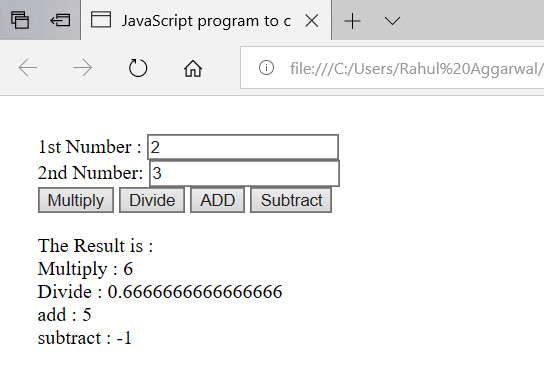 JavaScript program to c
file:///C:/Users/Rahul%20Aggarwal/
1st Number : 2
2nd Number: 3
Multiply Divide ADD Subtract
The Result is :
Multiply : 6
Divide : 0.6666666666666666
add : 5
subtract : -1